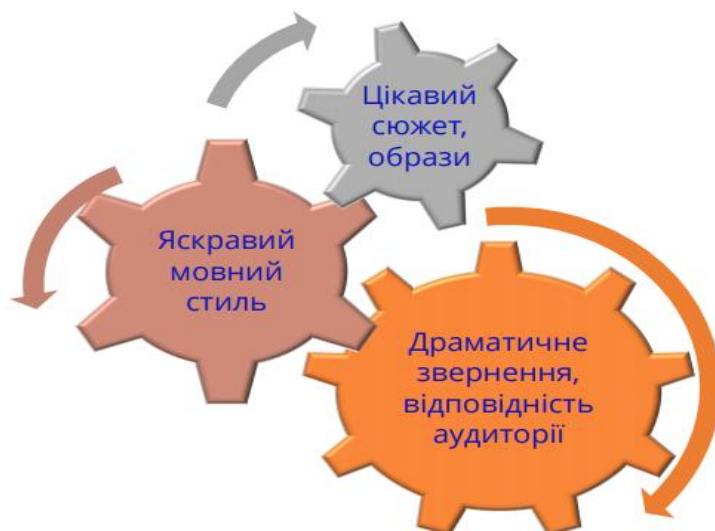 Цікавий
сюжет,
образи
Яскравий
мовний
стиль
Драматичне
звернення,
відповідність
аудиторії